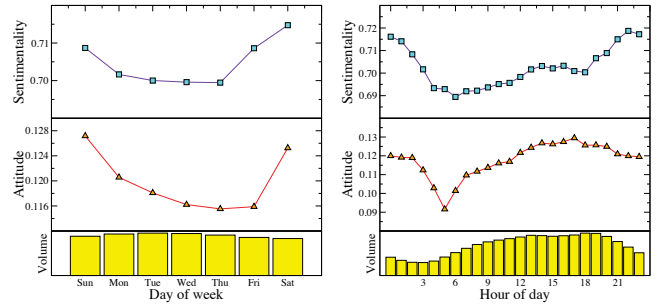 Sentimentality
0.71
0.70
Attitude
0.128
0.124
0.120
0.116
Volume
Sun Mon Tue Wed Thu Fri Sat
Day of week
Sentimentality
0.72
0.71
0.70
0.69
Attitude
0.13
0.12
0.11
0.10
0.09
Volume
3 6 9 12 15 18 21
Hour of day